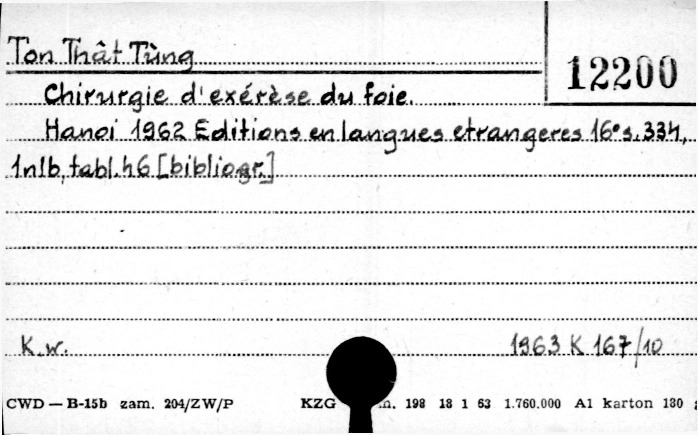 Ton Thât Tùng
12200
Chirurgie d'exérèse du foie.
Hanoi 1962 Editions en langues etrangeres 16° s. 334,
1nlb, tabl. 46 [bibliogr.]
K.w. 1963 K 167/10
CWD — B-15b zam. 204/ZW/P KZG n. 198 18 1 63 1.760.000 A1 karton 180